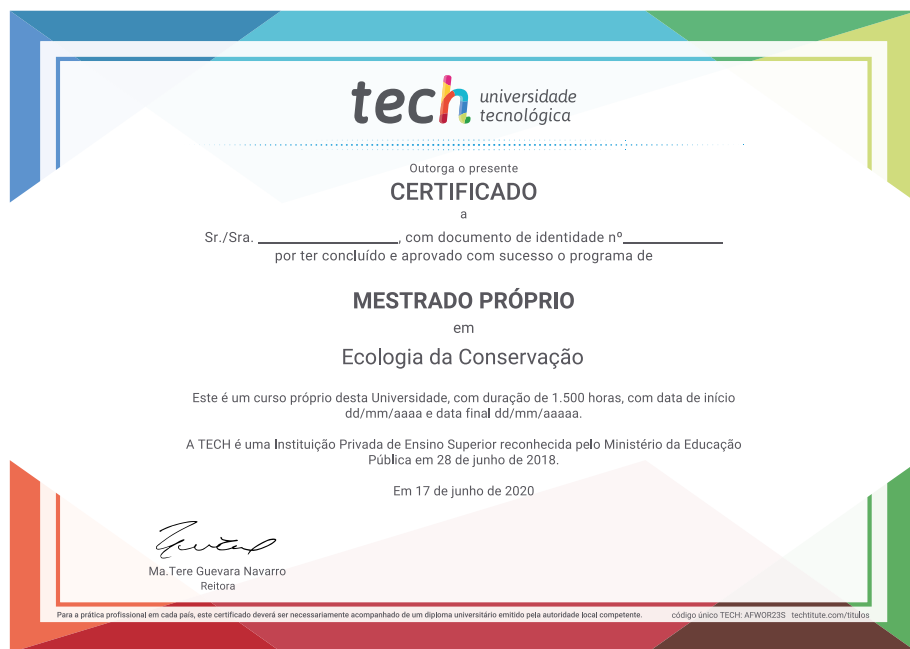 tech universidade
tecnológica
Outorga o presente
CERTIFICADO
a
Sr./Sra. ____________________, com documento de identidade nº______________
por ter concluído e aprovado com sucesso o programa de
MESTRADO PRÓPRIO
em
Ecologia da Conservação
Este é um curso próprio desta Universidade, com duração de 1.500 horas, com data de início
dd/mm/aaaa e data final dd/mm/aaaaa.
A TECH é uma Instituição Privada de Ensino Superior reconhecida pelo Ministério da Educação
Pública em 28 de junho de 2018.
Em 17 de junho de 2020
Ma.Tere Guevara Navarro
Reitora
Para a prática profissional em cada país, este certificado deverá ser necessariamente acompanhado de um diploma universitário emitido pela autoridade local competente. código único TECH: AFWOR23S techtitute.com/titulos